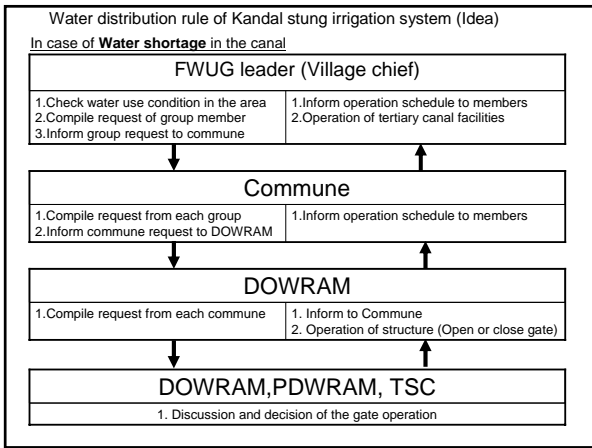 Water distribution rule of Kandal stung irrigation system (Idea)
In case of Water shortage in the canal
FWUG leader (Village chief)
1.Check water use condition in the area
2.Compile request of group member
3.Inform group request to commune
1.Inform operation schedule to members
2.Operation of tertiary canal facilities
Commune
1.Compile request from each group
2.Inform commune request to DOWRAM
1.Inform operation schedule to members
DOWRAM
1.Compile request from each commune
1. Inform to Commune
2. Operation of structure (Open or close gate)
DOWRAM,PDWRAM, TSC
1. Discussion and decision of the gate operation